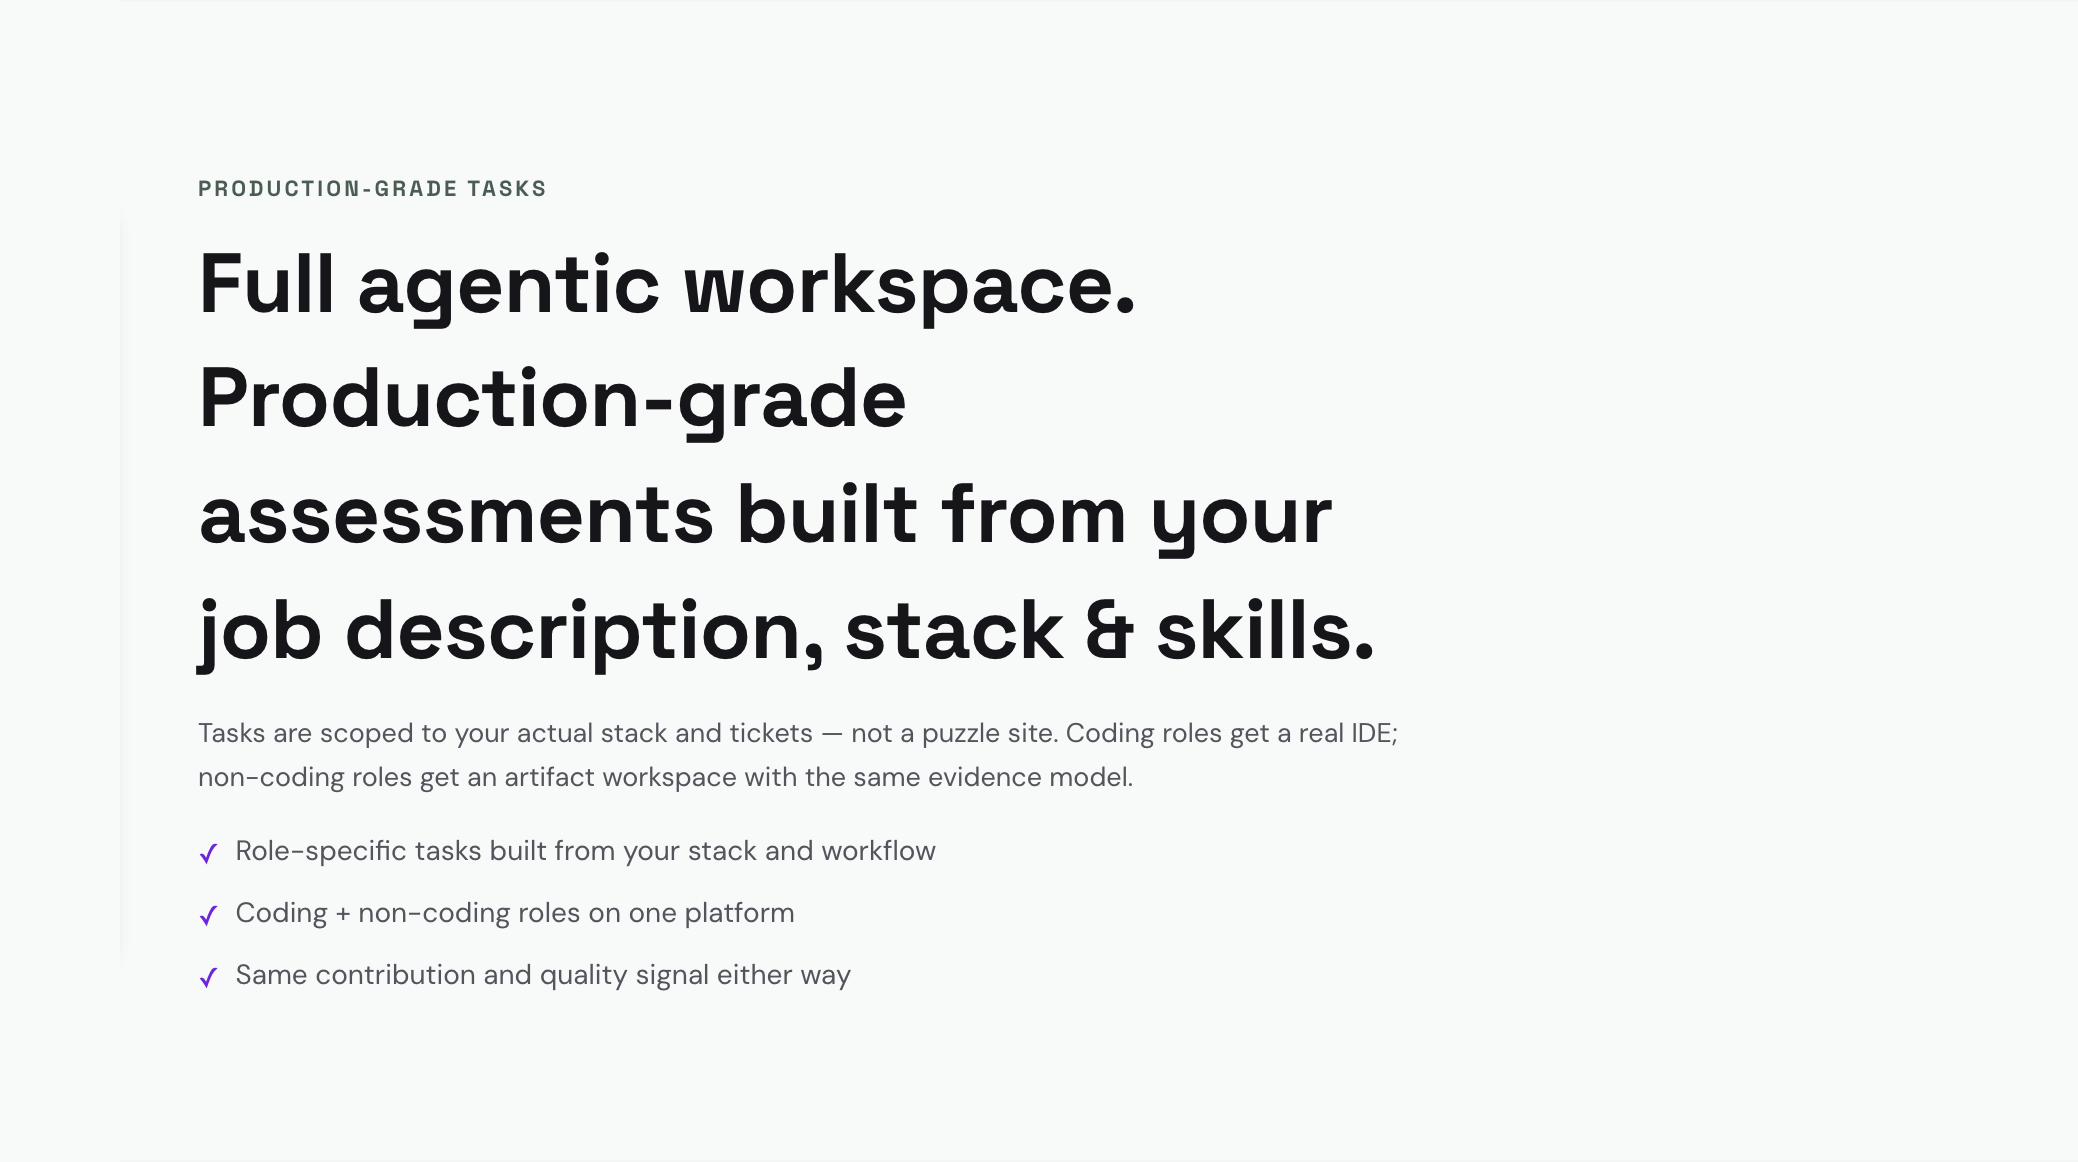 PRODUCTION-GRADE TASKS
Full agentic workspace.
Production-grade
assessments built from your
job description, stack & skills.
Tasks are scoped to your actual stack and tickets — not a puzzle site. Coding roles get a real IDE;
non-coding roles get an artifact workspace with the same evidence model.
✓ Role-specific tasks built from your stack and workflow
✓ Coding + non-coding roles on one platform
✓ Same contribution and quality signal either way